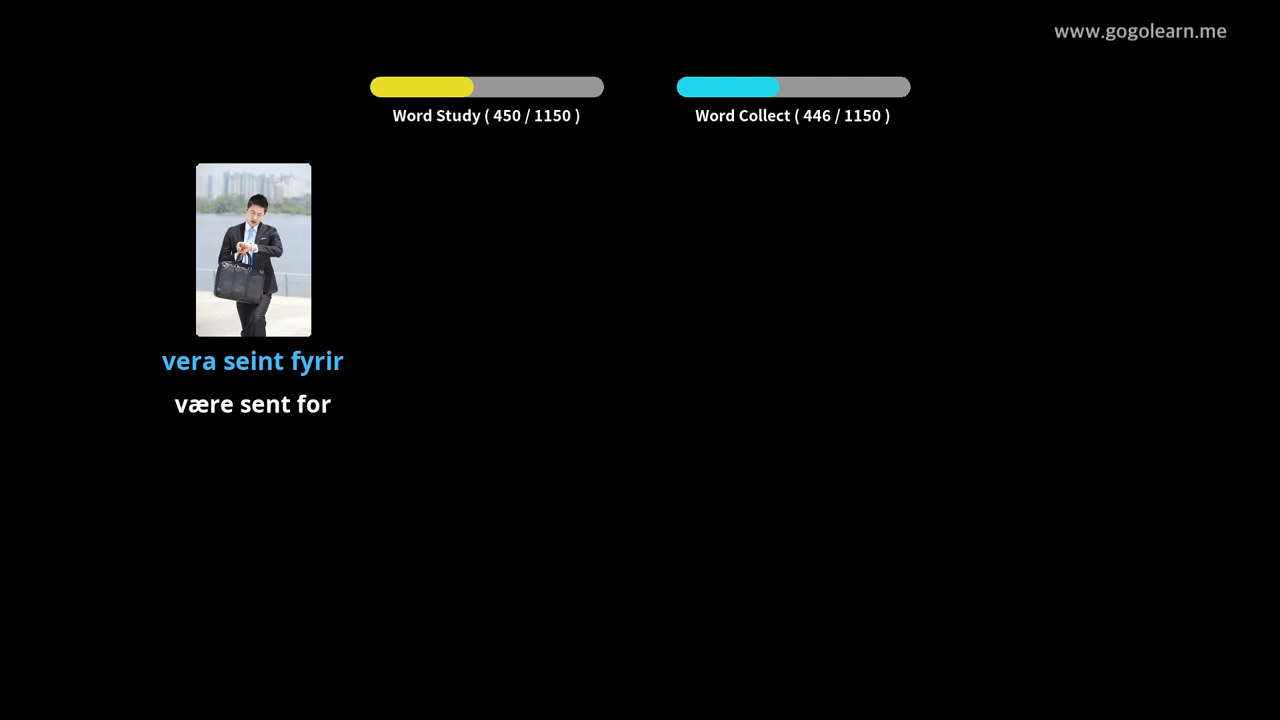 www.gogolearn.me
Word Study ( 450 / 1150 )
Word Collect ( 446 / 1150 )
vera seint fyrir
være sent for